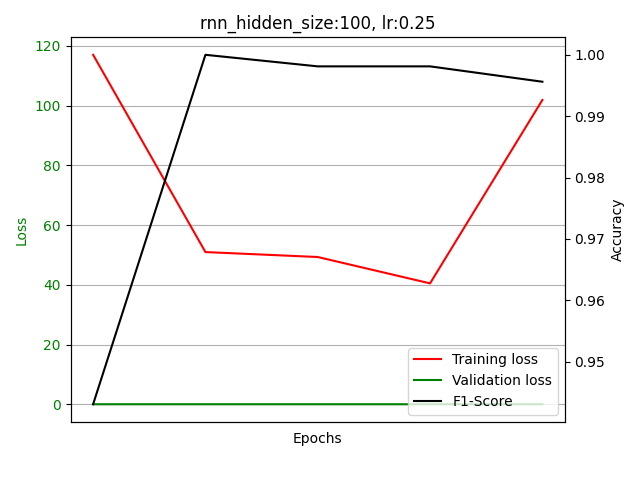 rnn_hidden_size:100, lr:0.25
120
100
80
60
40
20
0
Loss
1.00
0.99
0.98
0.97
0.96
0.95
Accuracy
Training loss
Validation loss
F1-Score
Epochs